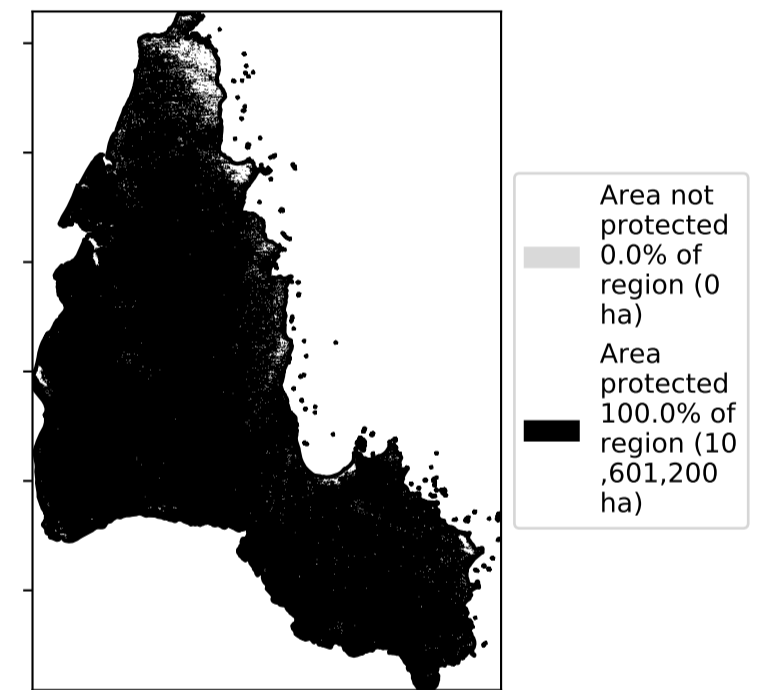 Area not
protected
0.0% of
region (0
ha)
Area
protected
100.0% of
region (10
,601,200
ha)